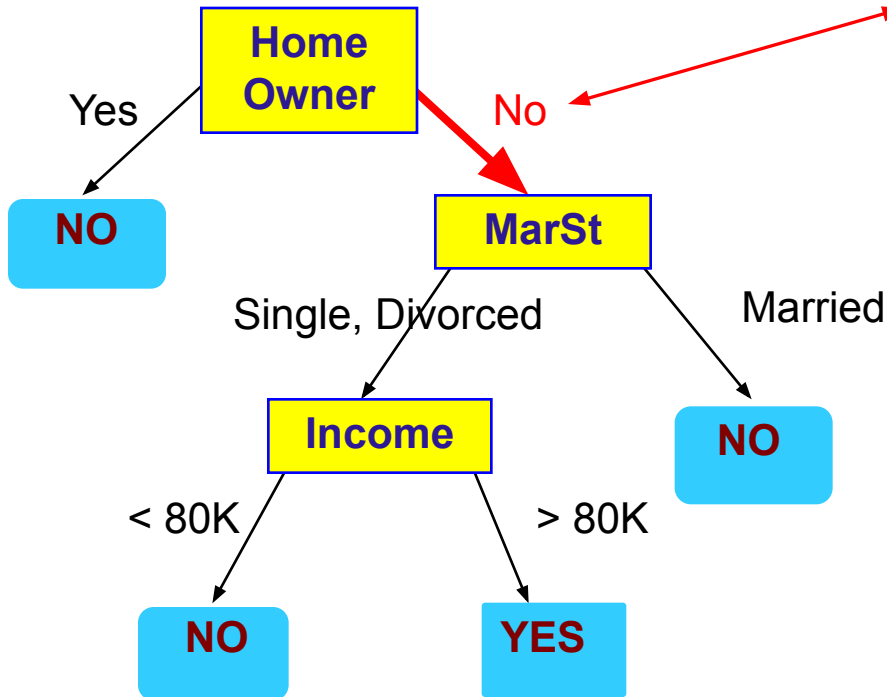 Home
Owner
Yes
No
NO
MarSt
Single, Divorced
Married
Income
NO
< 80K
> 80K
NO
YES